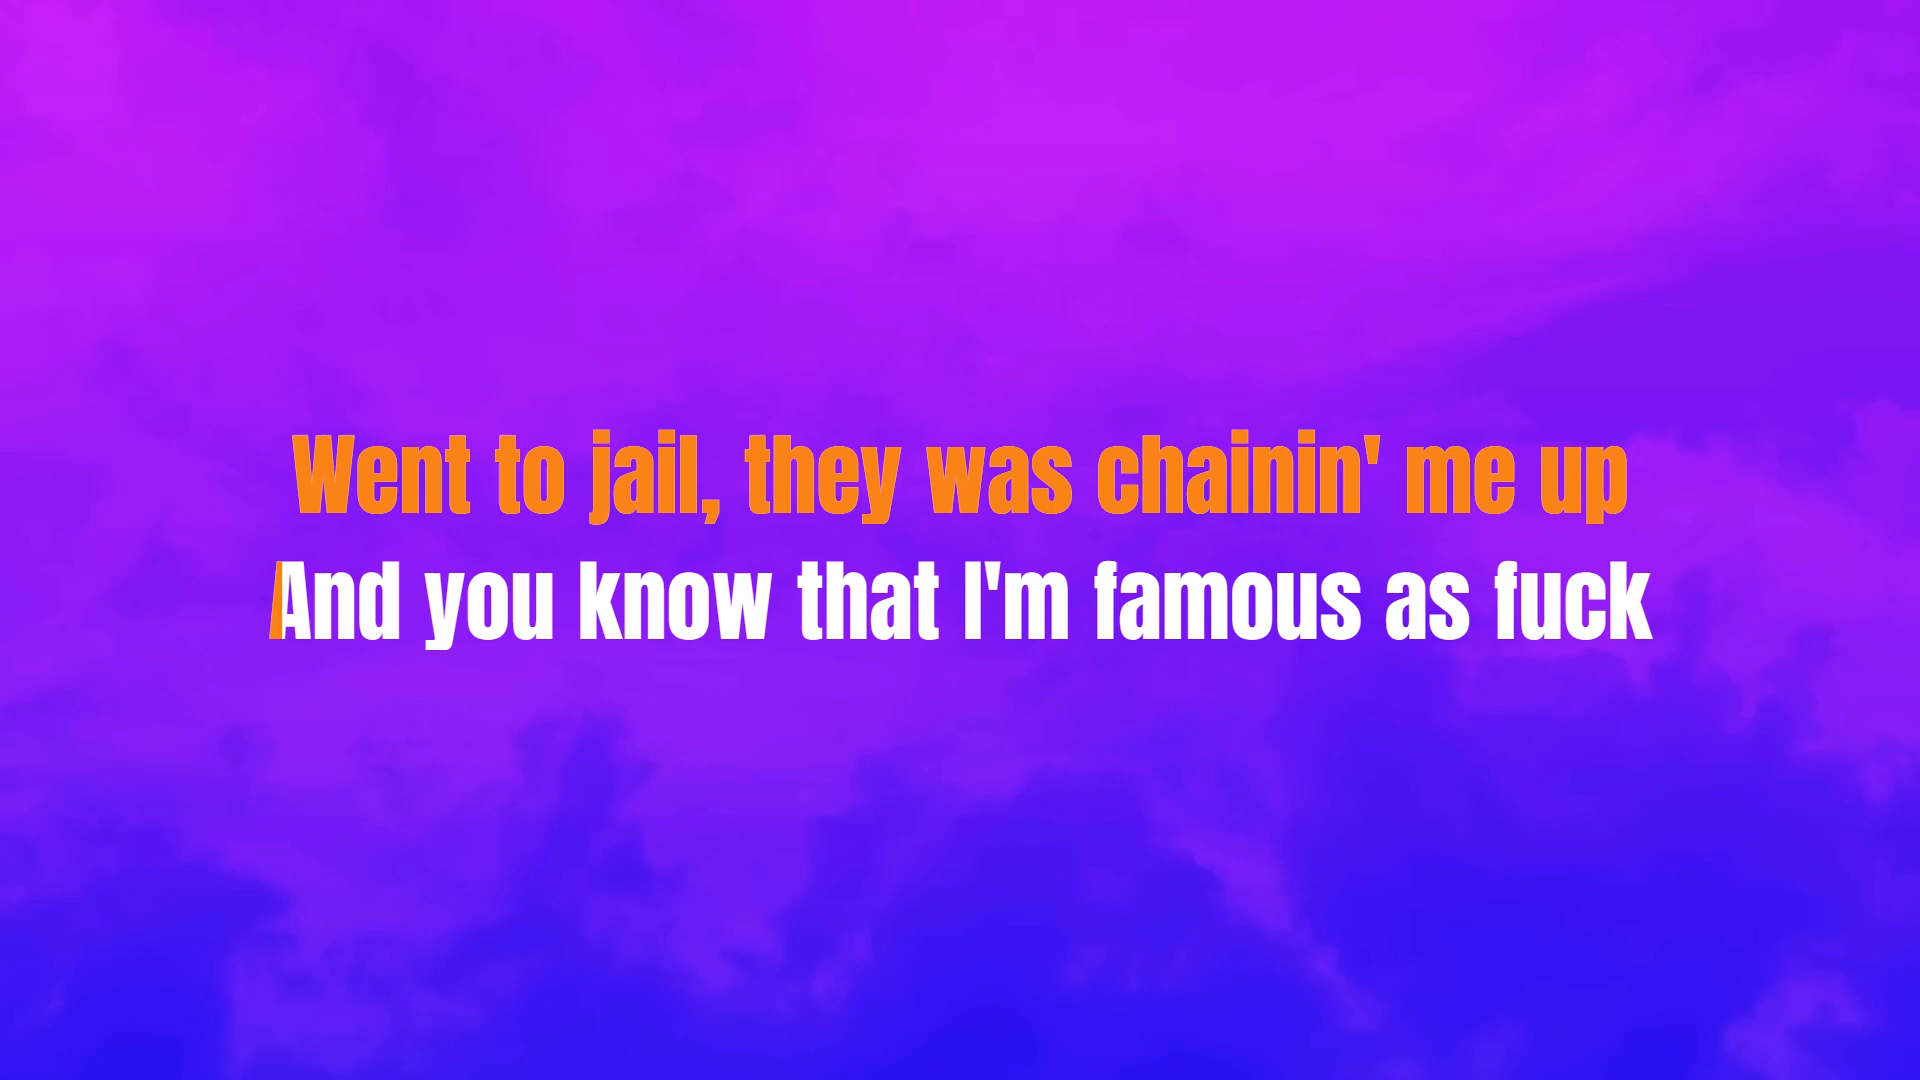 Went to jail, they was chainin' me up
And you know that I'm famous as fuck